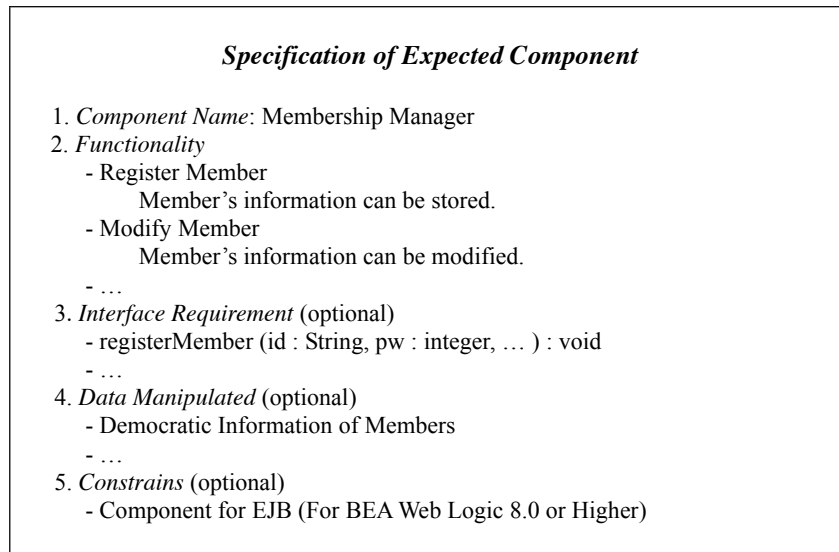 Specification of Expected Component
1. Component Name: Membership Manager
2. Functionality
- Register Member
Member’s information can be stored.
- Modify Member
Member’s information can be modified.
- …
3. Interface Requirement (optional)
- registerMember (id : String, pw : integer, … ) : void
- …
4. Data Manipulated (optional)
- Democratic Information of Members
- …
5. Constrains (optional)
- Component for EJB (For BEA Web Logic 8.0 or Higher)